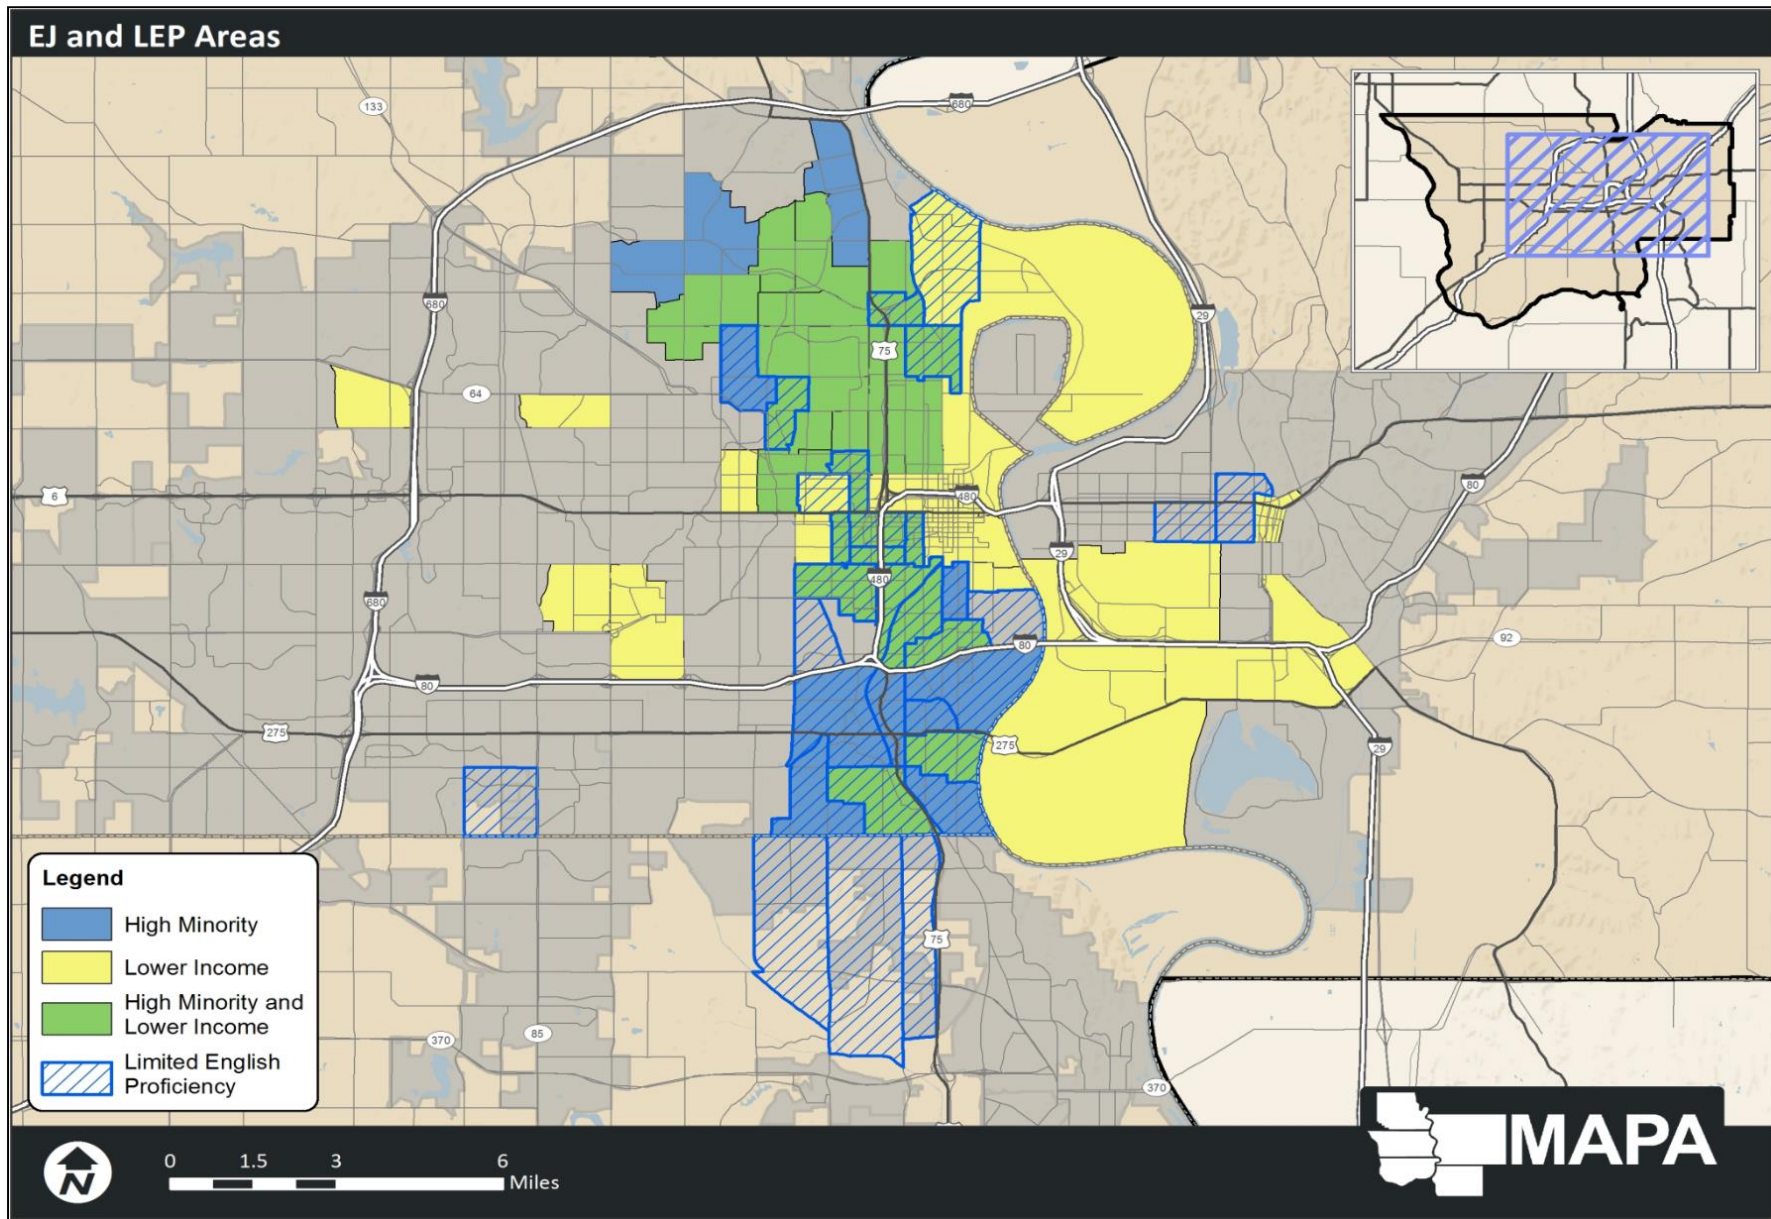 EJ and LEP Areas
133
680
680
29
75
64
6
480
80
29
480
680
80
92
80
275
275
29
75
370
85
370
Legend
High Minority
Lower Income
High Minority and
Lower Income
Limited English
Proficiency
N
0 1.5 3 6
Miles
MAPA